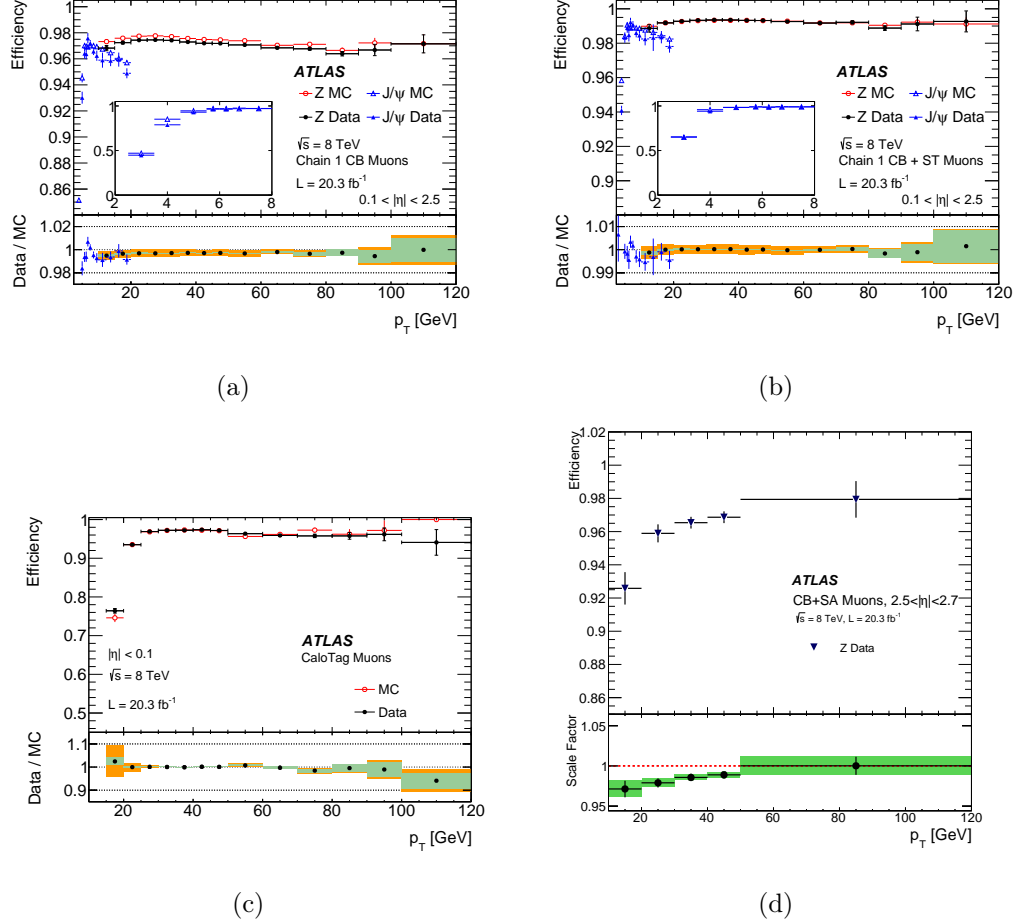 Efficiency
1
0.98
0.96
0.94
0.92
0.9
0.88
0.86
ATLAS
Z MC
J/ψ MC
Z Data
J/ψ Data
√s = 8 TeV
Chain 1 CB Muons
L = 20.3 fb⁻¹
0.1 < |η| < 2.5
1
0.5
2 4 6 8
Data / MC
1.02
1
0.98
20 40 60 80 100 120
p_T [GeV]
(a)
Efficiency
1
0.98
0.96
0.94
0.92
0.9
0.89
ATLAS
Z MC
J/ψ MC
Z Data
J/ψ Data
√s = 8 TeV
Chain 1 CB + ST Muons
L = 20.3 fb⁻¹
0.1 < |η| < 2.5
1
0.5
2 4 6 8
Data / MC
1.01
1
0.99
20 40 60 80 100 120
p_T [GeV]
(b)
Efficiency
1
0.9
0.8
0.7
0.6
0.5
|η| < 0.1
√s = 8 TeV
L = 20.3 fb⁻¹
ATLAS
CaloTag Muons
MC
Data
Data / MC
1.1
1
0.9
20 40 60 80 100 120
p_T [GeV]
(c)
Efficiency
1.02
1
0.98
0.96
0.94
0.92
0.9
0.88
0.86
ATLAS
CB+SA Muons, 2.5<|η|<2.7
√s = 8 TeV, L = 20.3 fb⁻¹
Z Data
Scale Factor
1.05
1
0.95
20 40 60 80 100 120
p_T [GeV]
(d)